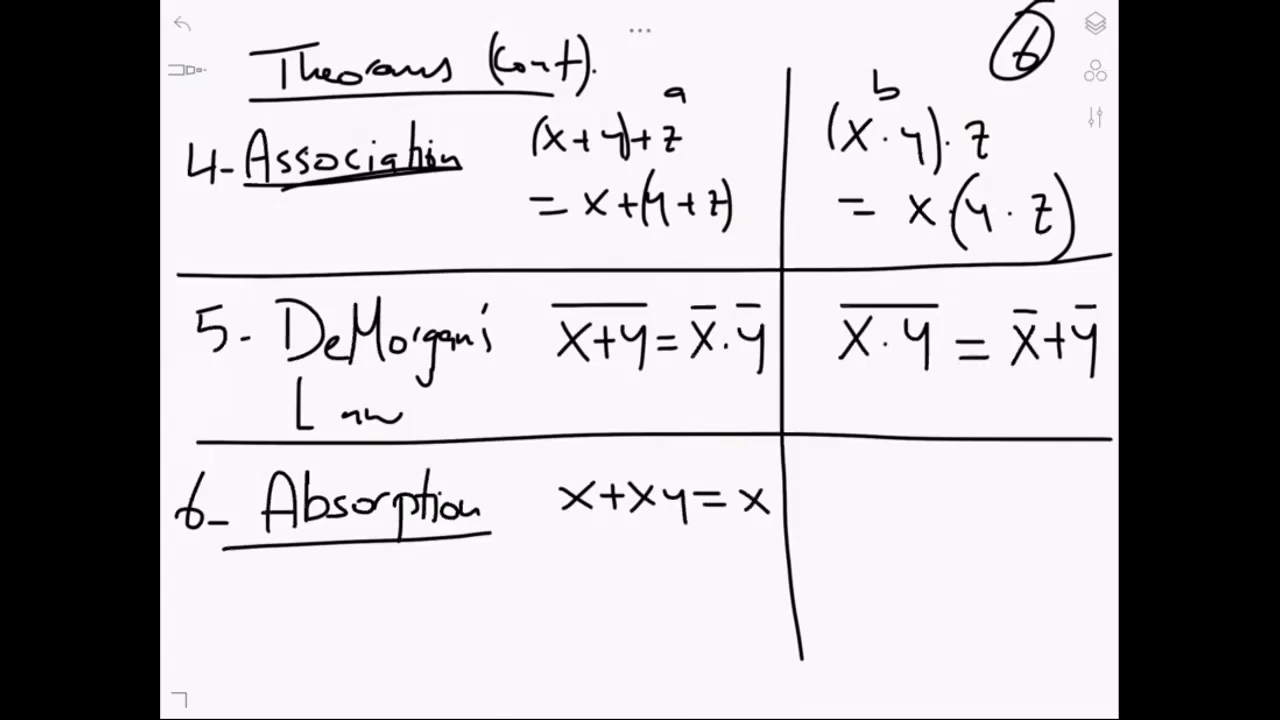 Theorems (Cont).
6
a
b
4- Association (x+y)+z (x·y)·z
= x+(y+z) = x·(y·z)
5- DeMorgan's x̅+̅y̅ = x̅·y̅ x̅·̅y̅ = x̅+y̅
Law
6- Absorption x+xy=x